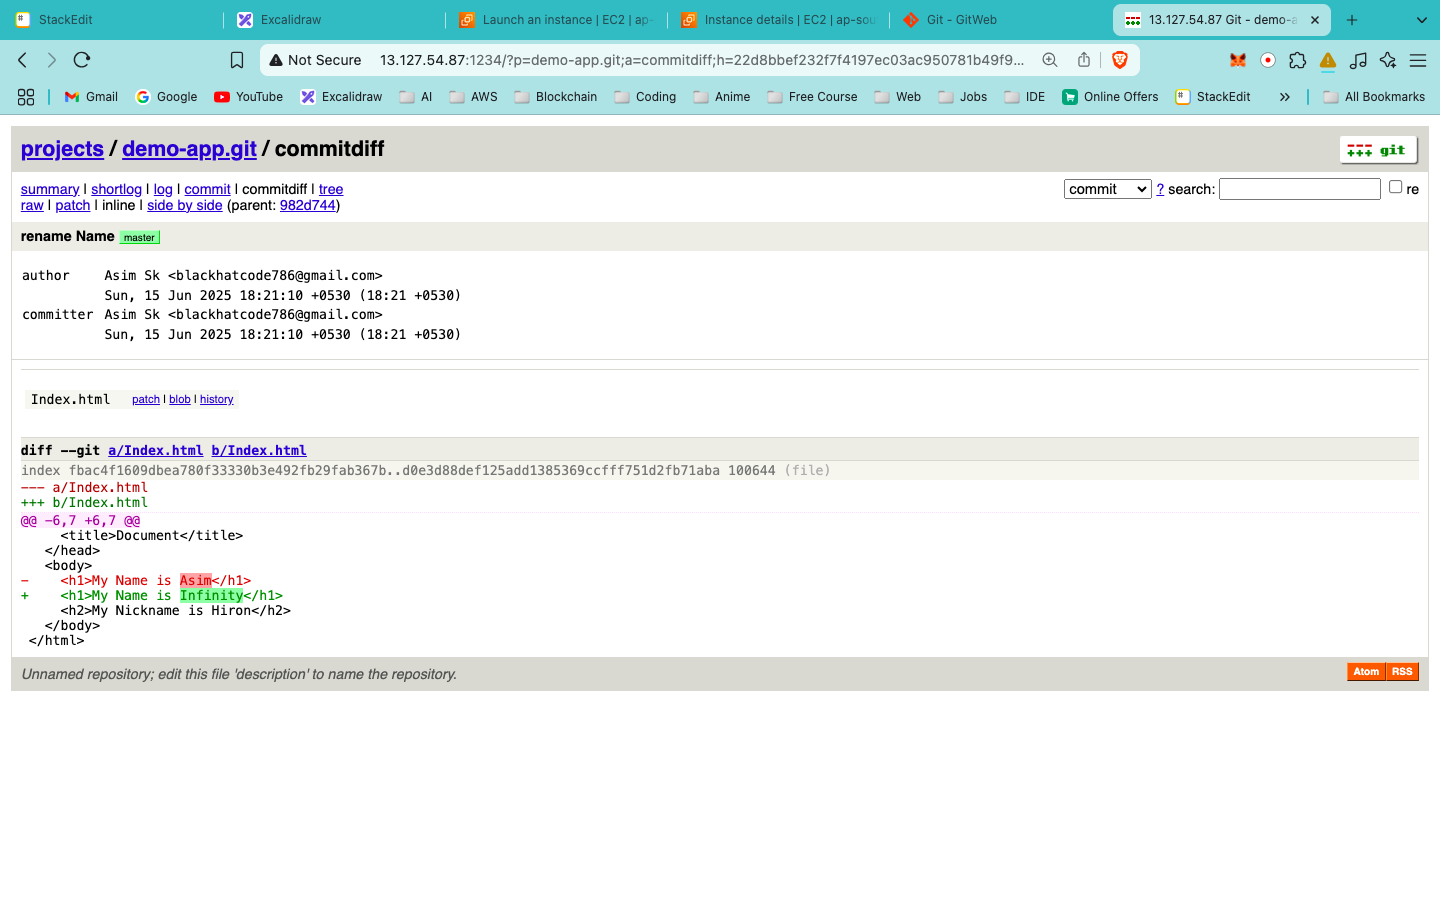 StackEdit
Excalidraw
Launch an instance | EC2 | ap-
Instance details | EC2 | ap-sou
Git - GitWeb
13.127.54.87 Git - demo-a
Not Secure 13.127.54.87:1234/?p=demo-app.git;a=commitdiff;h=22d8bbef232f7f4197ec03ac950781b49f9...
Gmail Google YouTube Excalidraw AI AWS Blockchain Coding Anime Free Course Web Jobs IDE Online Offers StackEdit » All Bookmarks
projects / demo-app.git / commitdiff
git
summary | shortlog | log | commit | commitdiff | tree
commit ? search: re
raw | patch | inline | side by side (parent: 982d744)
rename Name master
author Asim Sk <blackhatcode786@gmail.com>
Sun, 15 Jun 2025 18:21:10 +0530 (18:21 +0530)
committer Asim Sk <blackhatcode786@gmail.com>
Sun, 15 Jun 2025 18:21:10 +0530 (18:21 +0530)
Index.html patch | blob | history
diff --git a/Index.html b/Index.html
index fbac4f1609dbea780f33330b3e492fb29fab367b..d0e3d88def125add1385369ccfff751d2fb71aba 100644 (file)
--- a/Index.html
+++ b/Index.html
@@ -6,7 +6,7 @@
<title>Document</title>
</head>
<body>
- <h1>My Name is Asim</h1>
+ <h1>My Name is Infinity</h1>
<h2>My Nickname is Hiron</h2>
</body>
</html>
Unnamed repository; edit this file 'description' to name the repository.
Atom RSS